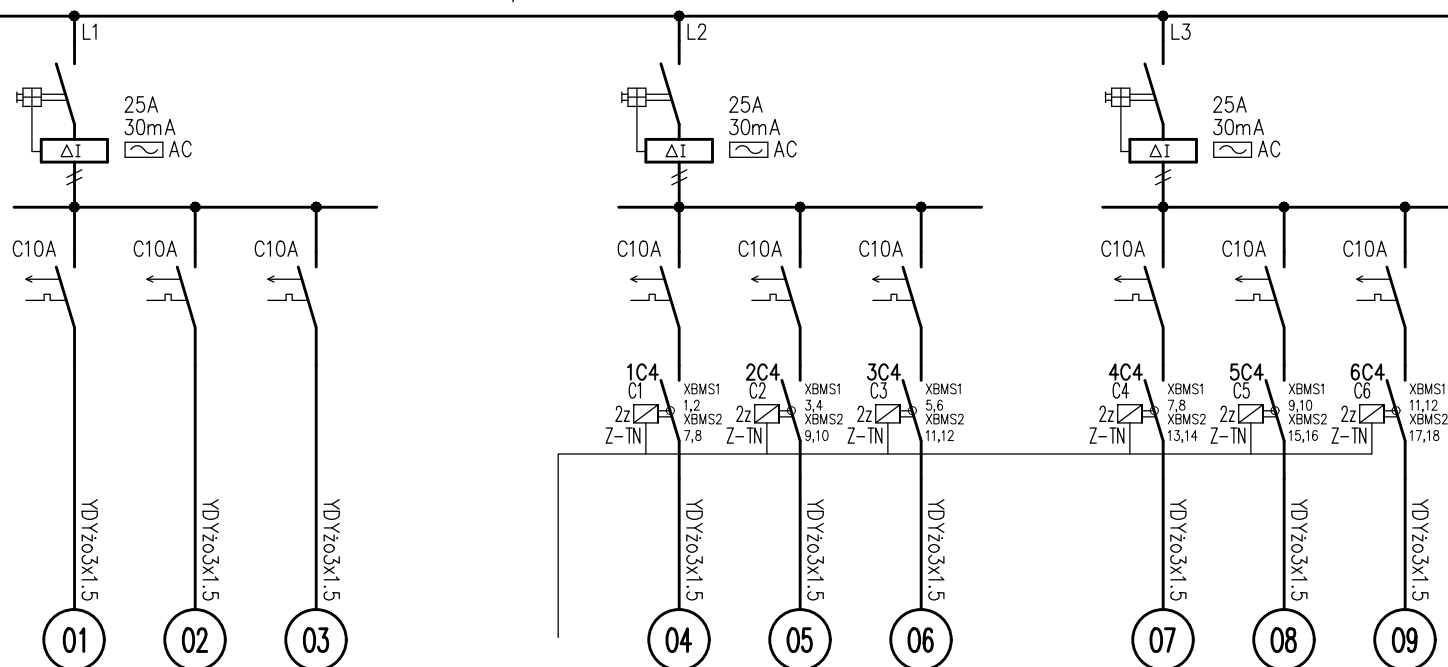 L1
L2
L3
25A
30mA
AC
ΔI
25A
30mA
AC
ΔI
25A
30mA
AC
ΔI
C10A
C10A
C10A
C10A
C10A
C10A
C10A
C10A
C10A
1C4
C1
2z
Z-TN
XBMS1
1,2
XBMS2
7,8
2C4
C2
2z
Z-TN
XBMS1
3,4
XBMS2
9,10
3C4
C3
2z
Z-TN
XBMS1
5,6
XBMS2
11,12
4C4
C4
2z
Z-TN
XBMS1
7,8
XBMS2
13,14
5C4
C5
2z
Z-TN
XBMS1
9,10
XBMS2
15,16
6C4
C6
2z
Z-TN
XBMS1
11,12
XBMS2
17,18
YDYżo3x1.5
YDYżo3x1.5
YDYżo3x1.5
YDYżo3x1.5
YDYżo3x1.5
YDYżo3x1.5
YDYżo3x1.5
YDYżo3x1.5
YDYżo3x1.5
01
02
03
04
05
06
07
08
09